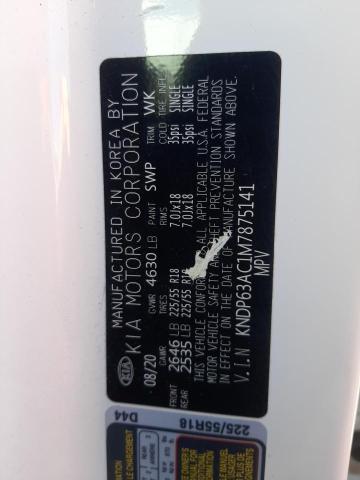 MANUFACTURED IN KOREA BY
KIA MOTORS CORPORATION
KIA
08/20 GVWR 4630 LB PAINT SWP TRIM WK
GAWR TIRES RIMS COLD TIRE INFL.
FRONT 2646 LB 225/55 R18 7.0JX18 35psi SINGLE
REAR 2535 LB 225/55 R18 7.0JX18 35psi SINGLE
THIS VEHICLE CONFORMS TO ALL APPLICABLE U.S.A. FEDERAL
MOTOR VEHICLE SAFETY AND THEFT PREVENTION STANDARDS
IN EFFECT ON THE DATE OF MANUFACTURE SHOWN ABOVE.
V.I.N KNDP63AC1M7875141
MPV
D44
225/55R18